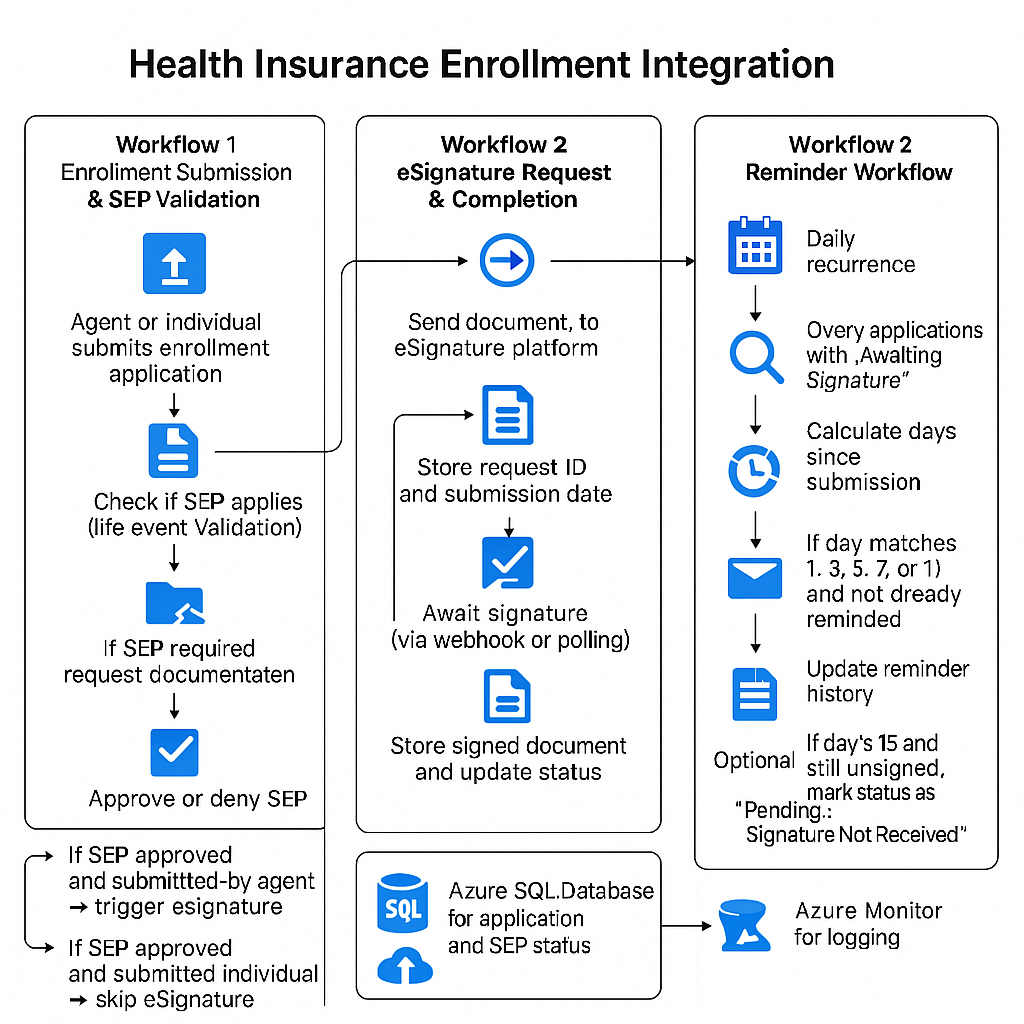 Health Insurance Enrollment Integration
Workflow 1
Enroliment Submission
& SEP Validation
Agent or individual
submits enrollment
application
Check if SEP applies
(life event Validation)
If SEP required
request documentaten
Approve or deny SEP
If SEP approved
and submittted-by agent
→ trigger esignature
If SEP approved
and submitted individual
→ skip eSignature
Workflow 2
eSignature Request
& Completion
Send document, to
eSignature platform
Store request ID
and submission date
Await signature
(via webhook or polling)
Store signed document
and update status
SQL
Azure SQL.Database
for application
and SEP status
Workflow 2
Reminder Workflow
Daily
recurrence
Overy applications
with ‚Awalting
Signature”
Calculate days
since
submission
If day matches
1. 3, 5. 7, or 1)
and not dready
reminded
Update reminder
history
Optional
If day's 15 and
still unsigned,
mark status as
"Pending.:
Signature Not Received"
Azure Monitor
for logging